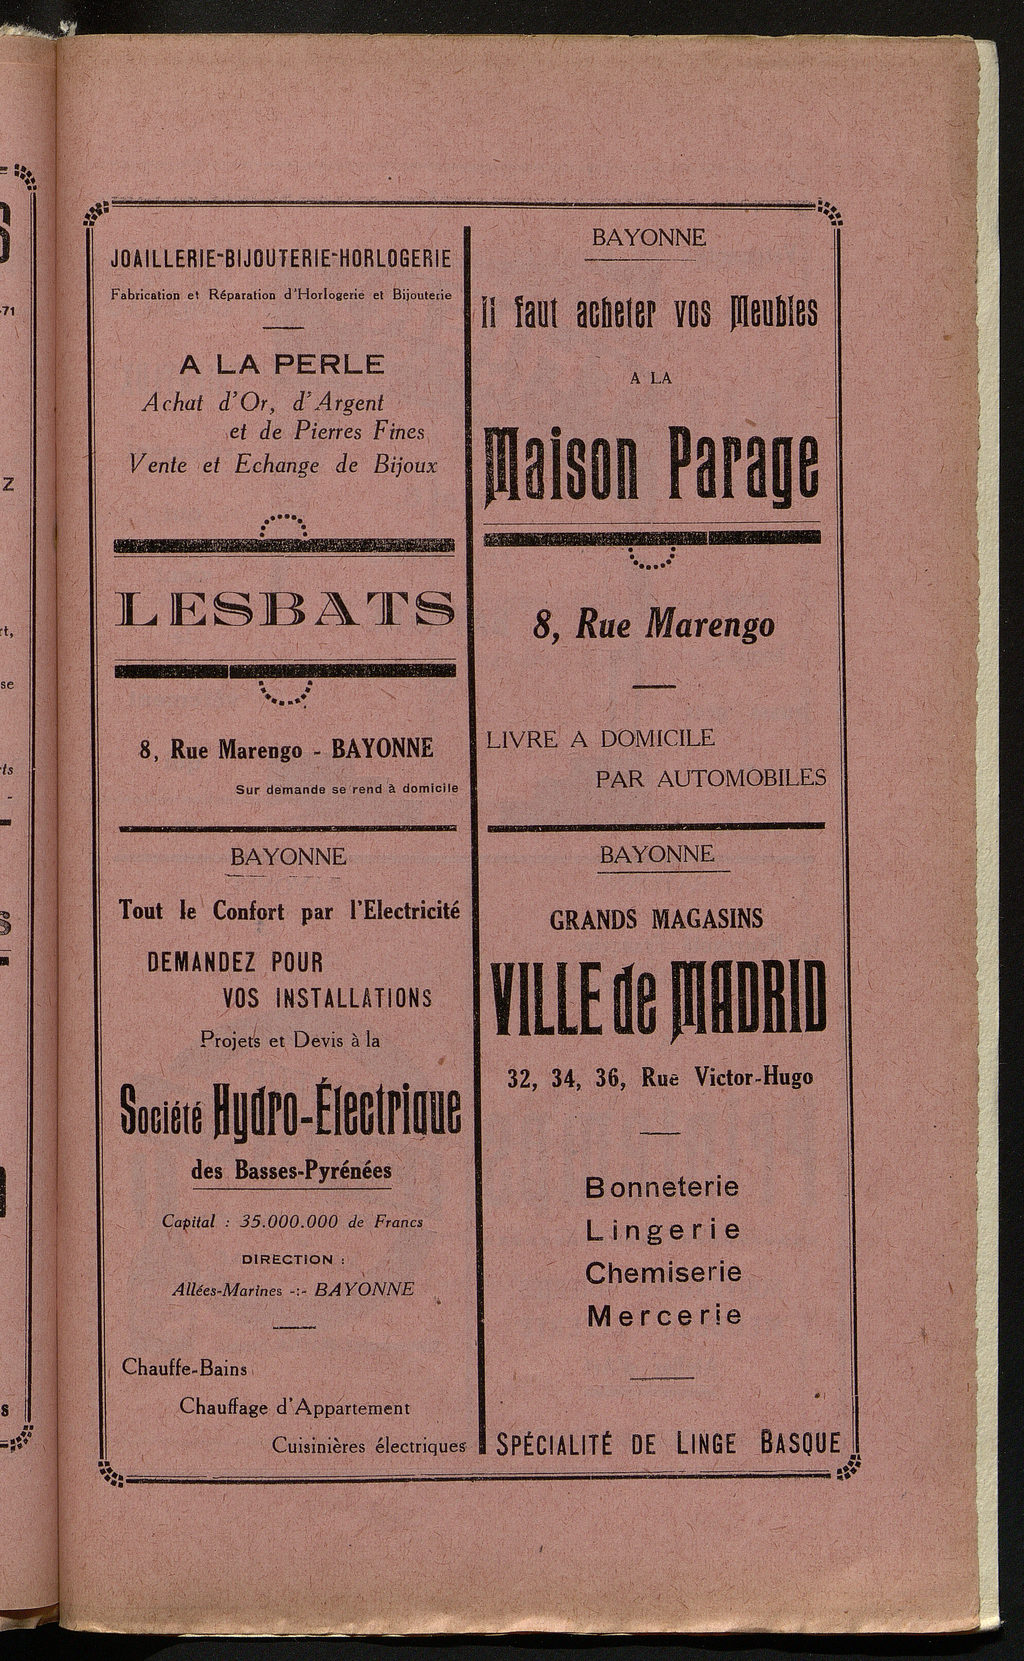 JOAILLERIE-BIJOUTERIE-HORLOGERIE
Fabrication et Réparation d'Horlogerie et Bijouterie
A LA PERLE
Achat d'Or, d'Argent
et de Pierres Fines
Vente et Echange de Bijoux
LESBATS
8, Rue Marengo - BAYONNE
Sur demande se rend à domicile
BAYONNE
Tout le Confort par l'Electricité
DEMANDEZ POUR
VOS INSTALLATIONS
Projets et Devis à la
Société Hydro-Électrique
des Basses-Pyrénées
Capital : 35.000.000 de Francs
DIRECTION :
Allées-Marines -:- BAYONNE
Chauffe-Bains
Chauffage d'Appartement
Cuisinières électriques
BAYONNE
Il faut acheter vos Meubles
A LA
Maison Parage
8, Rue Marengo
LIVRE A DOMICILE
PAR AUTOMOBILES
BAYONNE
GRANDS MAGASINS
VILLE de MADRID
32, 34, 36, Rue Victor-Hugo
Bonneterie
Lingerie
Chemiserie
Mercerie
SPÉCIALITÉ DE LINGE BASQUE